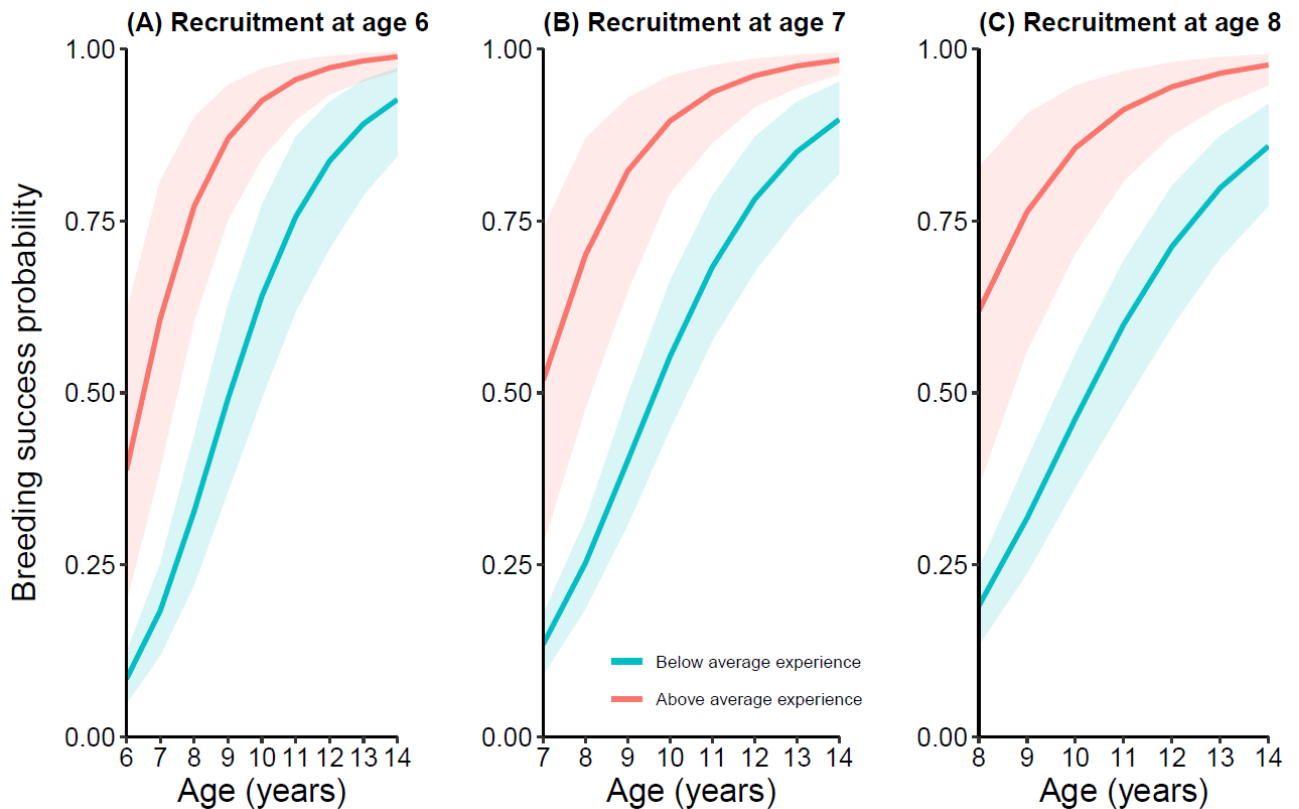 (A) Recruitment at age 6
(B) Recruitment at age 7
(C) Recruitment at age 8
Breeding success probability
1.00
0.75
0.50
0.25
0.00
6 7 8 9 10 11 12 13 14
Age (years)
1.00
0.75
0.50
0.25
0.00
7 8 9 10 11 12 13 14
Age (years)
Below average experience
Above average experience
1.00
0.75
0.50
0.25
0.00
8 9 10 11 12 13 14
Age (years)